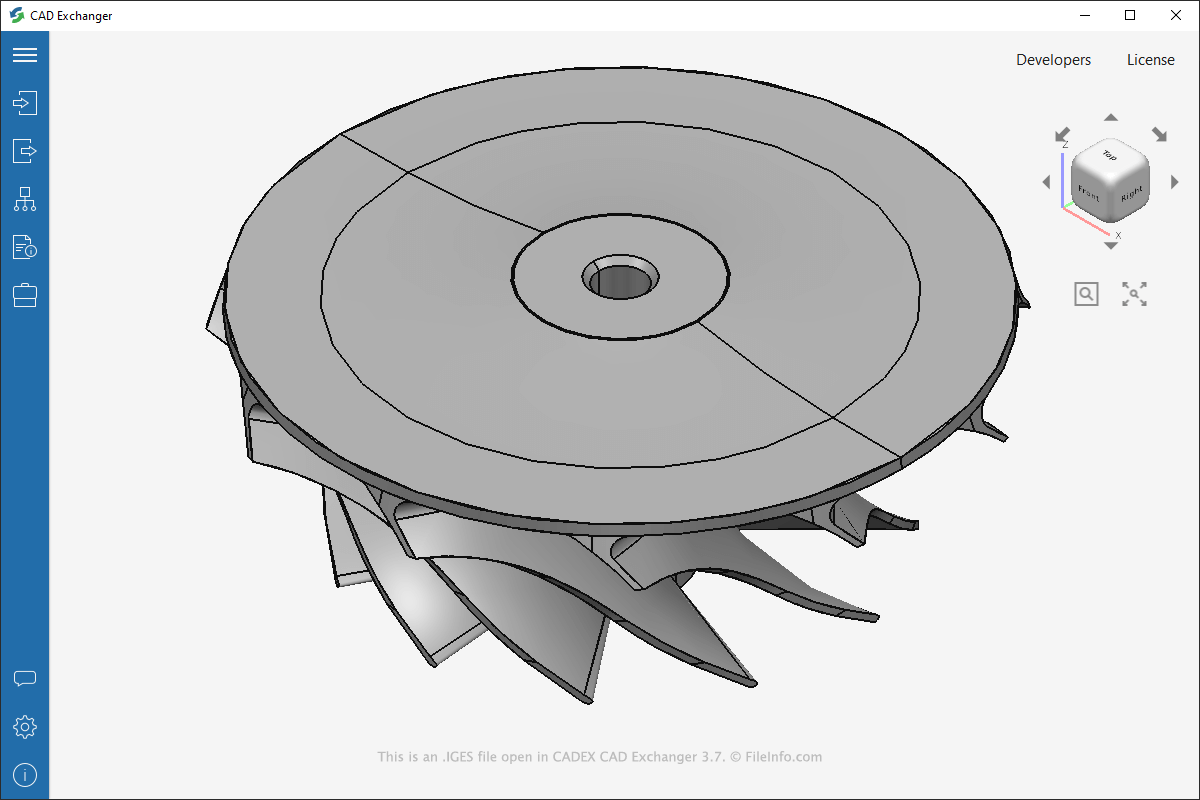 CAD Exchanger
Developers
License
Z
Top
Front
Right
X
This is an .IGES file open in CADEX CAD Exchanger 3.7. © FileInfo.com